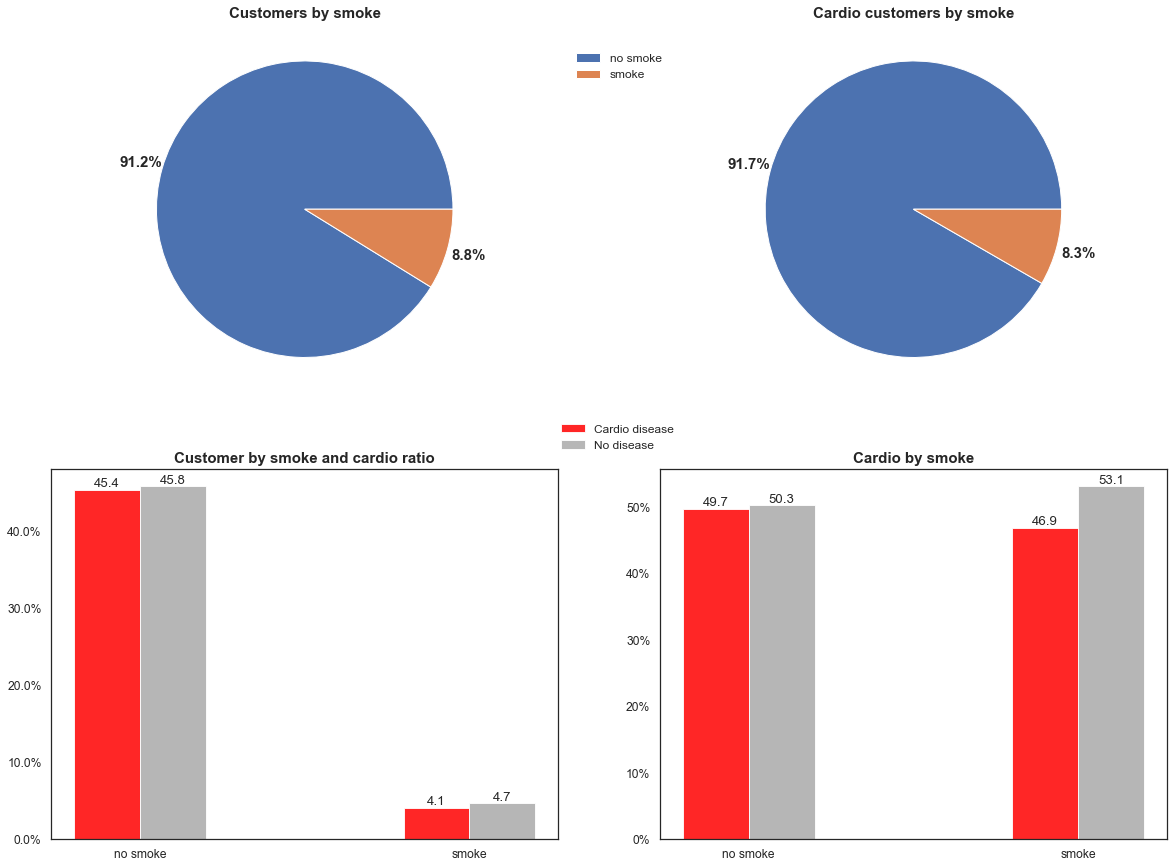 Customers by smoke
Cardio customers by smoke
no smoke
smoke
91.2%
8.8%
91.7%
8.3%
Cardio disease
No disease
Customer by smoke and cardio ratio
45.4
45.8
4.1
4.7
40.0%
30.0%
20.0%
10.0%
0.0%
no smoke
smoke
Cardio by smoke
49.7
50.3
46.9
53.1
50%
40%
30%
20%
10%
0%
no smoke
smoke